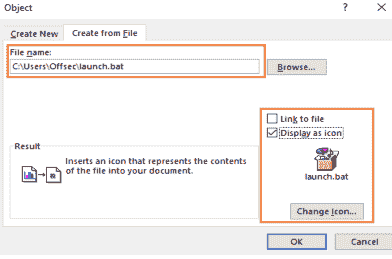 Object
?
Create New
Create from File
File name:
C:\Users\Offsec\launch.bat
Browse...
Link to file
Display as icon
Result
Inserts an icon that represents the contents
of the file into your document.
launch.bat
Change Icon...
OK
Cancel